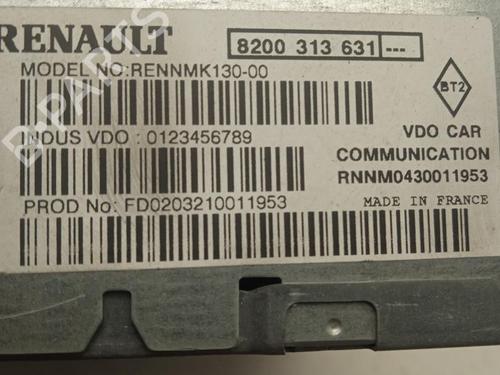 RENAULT
8200 313 631 ---
MODEL NO:RENNMK130-00
BT2
INDUS VDO : 0123456789
VDO CAR
COMMUNICATION
RNNM0430011953
PROD No: FD0203210011953
MADE IN FRANCE
B-PARTS